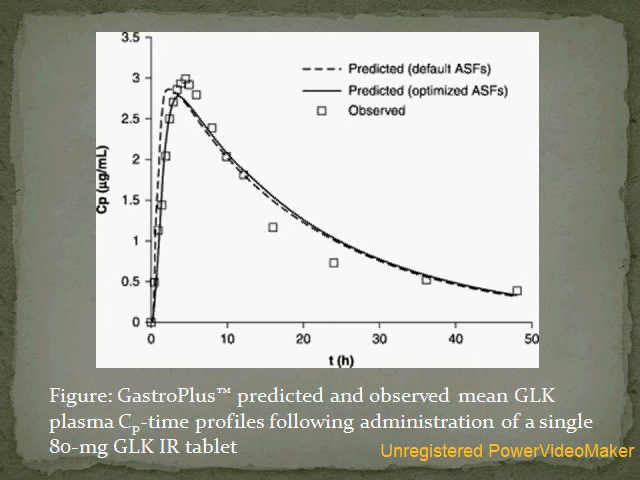 3.5
3
2.5
2
1.5
1
0.5
0
Cp (µg/mL)
Predicted (default ASFs)
Predicted (optimized ASFs)
Observed
0 10 20 30 40 50
t (h)
Figure: GastroPlus™ predicted and observed mean GLK
plasma CP-time profiles following administration of a single
80-mg GLK IR tablet
Unregistered PowerVideoMaker